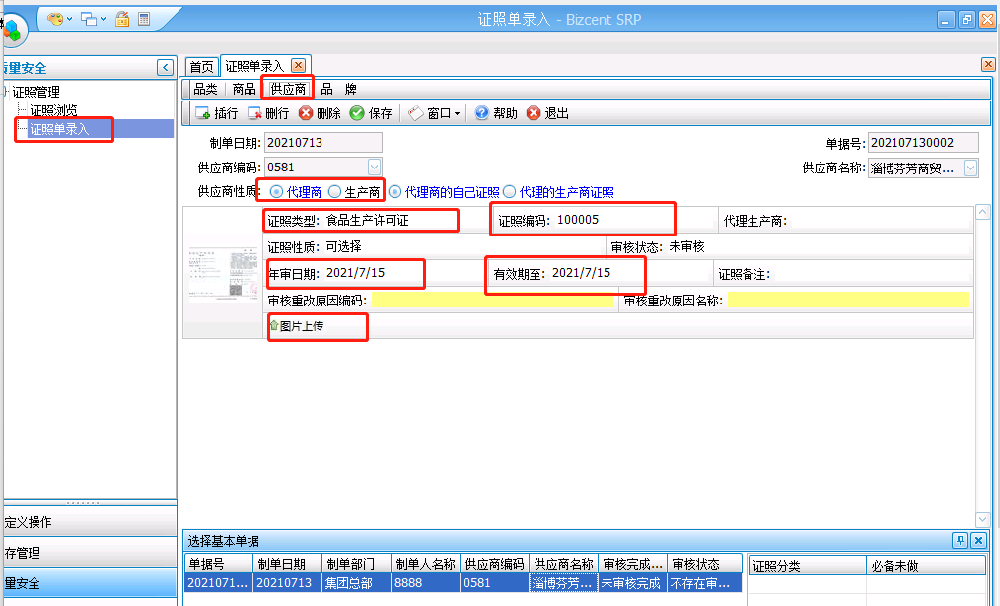 证照单录入 - Bizcent SRP
质量安全
证照管理
证照浏览
证照单录入
首页 证照单录入
品类 商品 供应商 品 牌
插行 删行 删除 保存 窗口 帮助 退出
制单日期: 20210713 单据号: 202107130002
供应商编码: 0581 供应商名称: 淄博芬芳商贸...
供应商性质: 代理商 生产商 代理商的自己证照 代理的生产商证照
证照类型: 食品生产许可证 证照编码: 100005 代理生产商:
证照性质: 可选择 审核状态: 未审核
年审日期: 2021/7/15 有效期至: 2021/7/15 证照备注:
审核重改原因编码: 审核重改原因名称:
图片上传
定义操作
存管理
量安全
选择基本单据
单据号 制单日期 制单部门 制单人名称 供应商编码 供应商名称 审核完成... 审核状态 证照分类 必备未做
2021071... 20210713 集团总部 8888 0581 淄博芬芳... 未审核完成 不存在审...